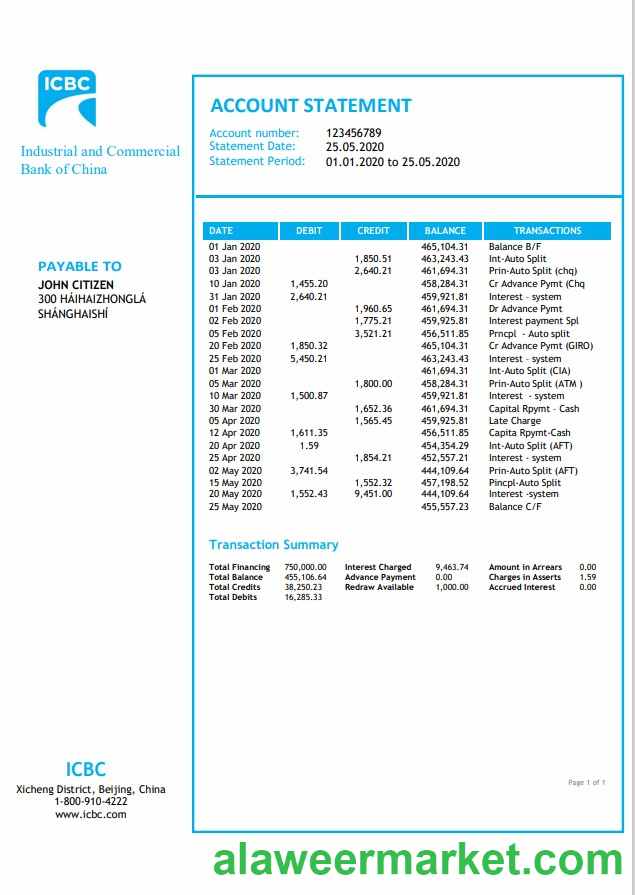 ICBC
Industrial and Commercial
Bank of China
ACCOUNT STATEMENT
Account number: 123456789
Statement Date: 25.05.2020
Statement Period: 01.01.2020 to 25.05.2020
PAYABLE TO
JOHN CITIZEN
300 HÁIHAIZHONGLÁ
SHÁNGHAISHÍ
DATE DEBIT CREDIT BALANCE TRANSACTIONS
01 Jan 2020 465,104.31 Balance B/F
03 Jan 2020 1,850.51 463,243.43 Int-Auto Split
03 Jan 2020 2,640.21 461,694.31 Prin-Auto Split (chq)
10 Jan 2020 1,455.20 458,284.31 Cr Advance Pymt (Chq
31 Jan 2020 2,640.21 459,921.81 Interest - system
01 Feb 2020 1,960.65 461,694.31 Dr Advance Pymt
02 Feb 2020 1,775.21 459,925.81 Interest payment Spl
05 Feb 2020 3,521.21 456,511.85 Prncpl - Auto split
20 Feb 2020 1,850.32 465,104.31 Cr Advance Pymt (GIRO)
25 Feb 2020 5,450.21 463,243.43 Interest - system
01 Mar 2020 461,694.31 Int-Auto Split (CIA)
05 Mar 2020 1,800.00 458,284.31 Prin-Auto Split (ATM )
10 Mar 2020 1,500.87 459,921.81 Interest - system
30 Mar 2020 1,652.36 461,694.31 Capital Rpymt - Cash
05 Apr 2020 1,565.45 459,925.81 Late Charge
12 Apr 2020 1,611.35 456,511.85 Capita Rpymt-Cash
20 Apr 2020 1.59 454,354.29 Int-Auto Split (AFT)
25 Apr 2020 1,854.21 452,557.21 Interest - system
02 May 2020 3,741.54 444,109.64 Prin-Auto Split (AFT)
15 May 2020 1,552.32 457,198.52 Pincpl-Auto Split
20 May 2020 1,552.43 9,451.00 444,109.64 Interest -system
25 May 2020 455,557.23 Balance C/F
Transaction Summary
Total Financing 750,000.00 Interest Charged 9,463.74 Amount in Arrears 0.00
Total Balance 455,106.64 Advance Payment 0.00 Charges in Asserts 1.59
Total Credits 38,250.23 Redraw Available 1,000.00 Accrued Interest 0.00
Total Debits 16,285.33
ICBC
Xicheng District, Beijing, China
1-800-910-4222
www.icbc.com
Page 1 of 1
alaweermarket.com